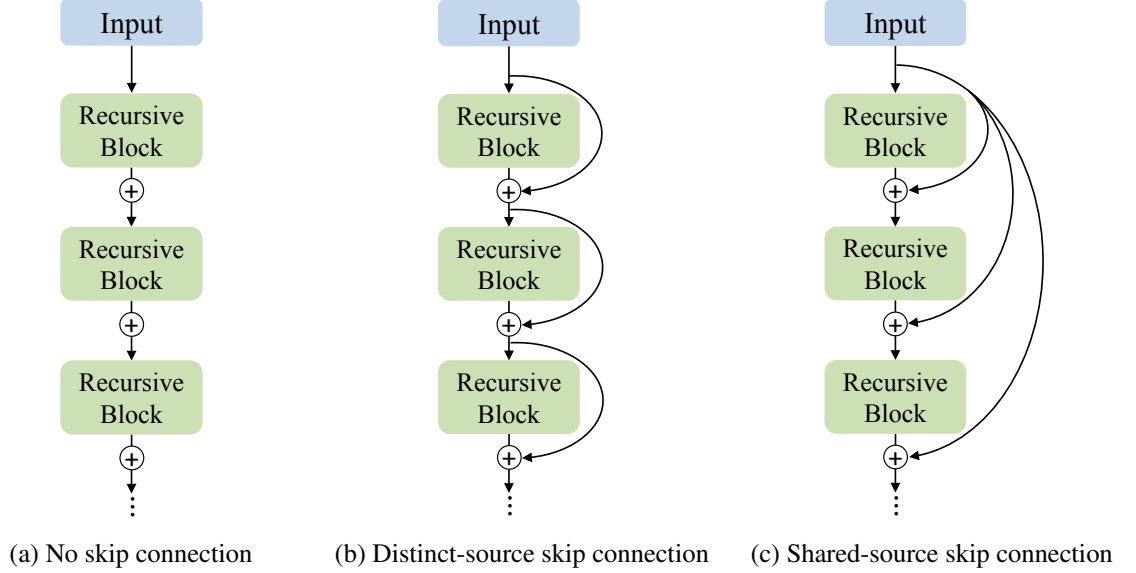 Input
Recursive
Block
+
Recursive
Block
+
Recursive
Block
+
(a) No skip connection
Input
Recursive
Block
+
Recursive
Block
+
Recursive
Block
+
(b) Distinct-source skip connection
Input
Recursive
Block
+
Recursive
Block
+
Recursive
Block
+
(c) Shared-source skip connection